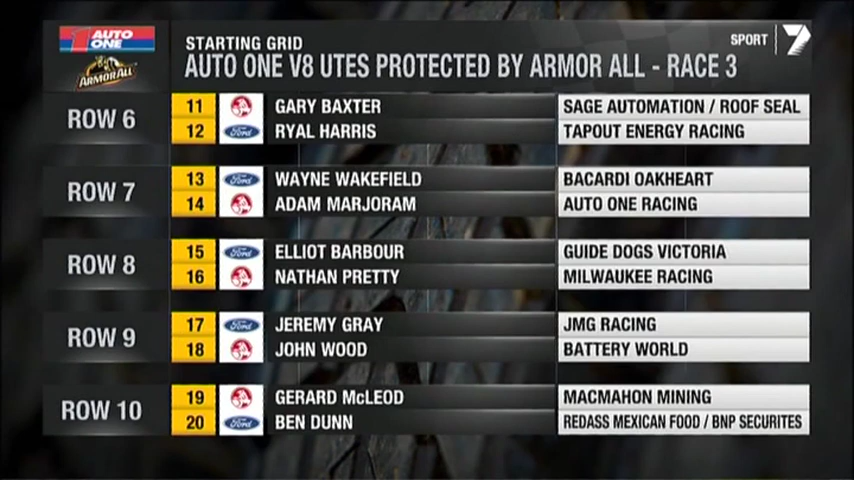 1 AUTO ONE
ARMOR ALL
STARTING GRID
AUTO ONE V8 UTES PROTECTED BY ARMOR ALL - RACE 3
SPORT 7
ROW 6
11 GARY BAXTER SAGE AUTOMATION / ROOF SEAL
12 Ford RYAL HARRIS TAPOUT ENERGY RACING
ROW 7
13 Ford WAYNE WAKEFIELD BACARDI OAKHEART
14 ADAM MARJORAM AUTO ONE RACING
ROW 8
15 Ford ELLIOT BARBOUR GUIDE DOGS VICTORIA
16 NATHAN PRETTY MILWAUKEE RACING
ROW 9
17 Ford JEREMY GRAY JMG RACING
18 JOHN WOOD BATTERY WORLD
ROW 10
19 GERARD McLEOD MACMAHON MINING
20 Ford BEN DUNN REDASS MEXICAN FOOD / BNP SECURITES